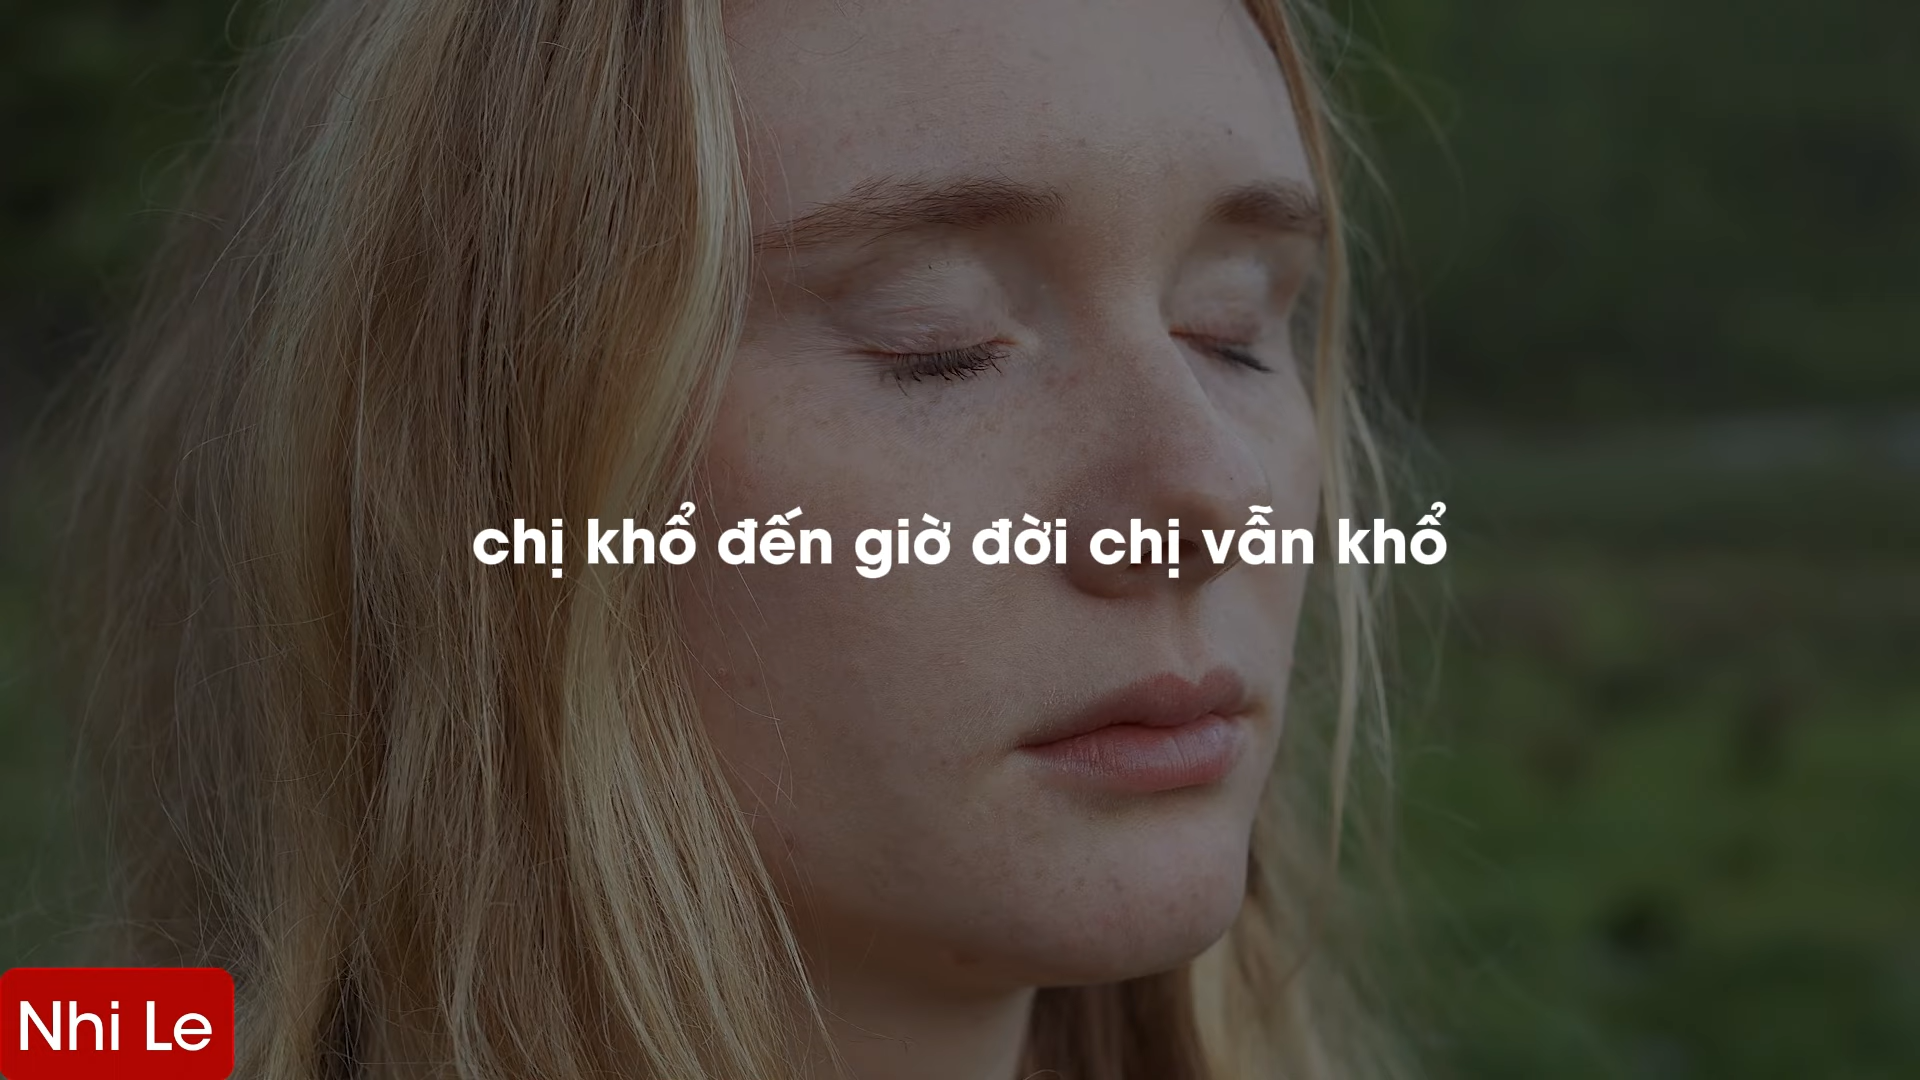 chị khổ đến giờ đời chị vẫn khổ
Nhi Le